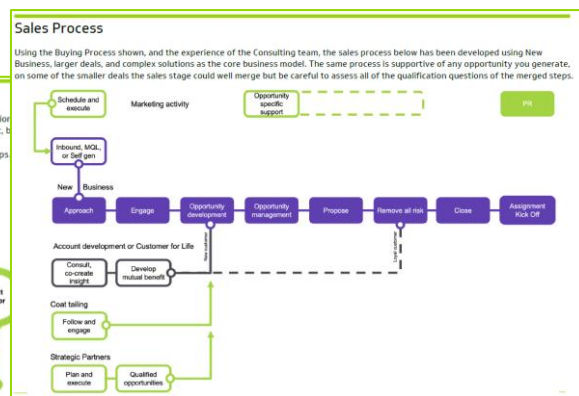 Sales Process
Using the Buying Process shown, and the experience of the Consulting team, the sales process below has been developed using New
Business, larger deals, and complex solutions as the core business model. The same process is supportive of any opportunity you generate,
on some of the smaller deals the sales stage could well merge but be careful to assess all of the qualification questions of the merged steps.
Schedule and
execute
Marketing activity
Opportunity
specific
support
PR
Inbound, MQL,
or Self gen
New Business
Approach
Engage
Opportunity
development
Opportunity
management
Propose
Remove all risk
Close
Assignment
Kick Off
New customer
Loyal customer
Account development or Customer for Life
Consult,
co-create
insight
Develop
mutual benefit
Coat tailing
Follow and
engage
Strategic Partners
Plan and
execute
Qualified
opportunities